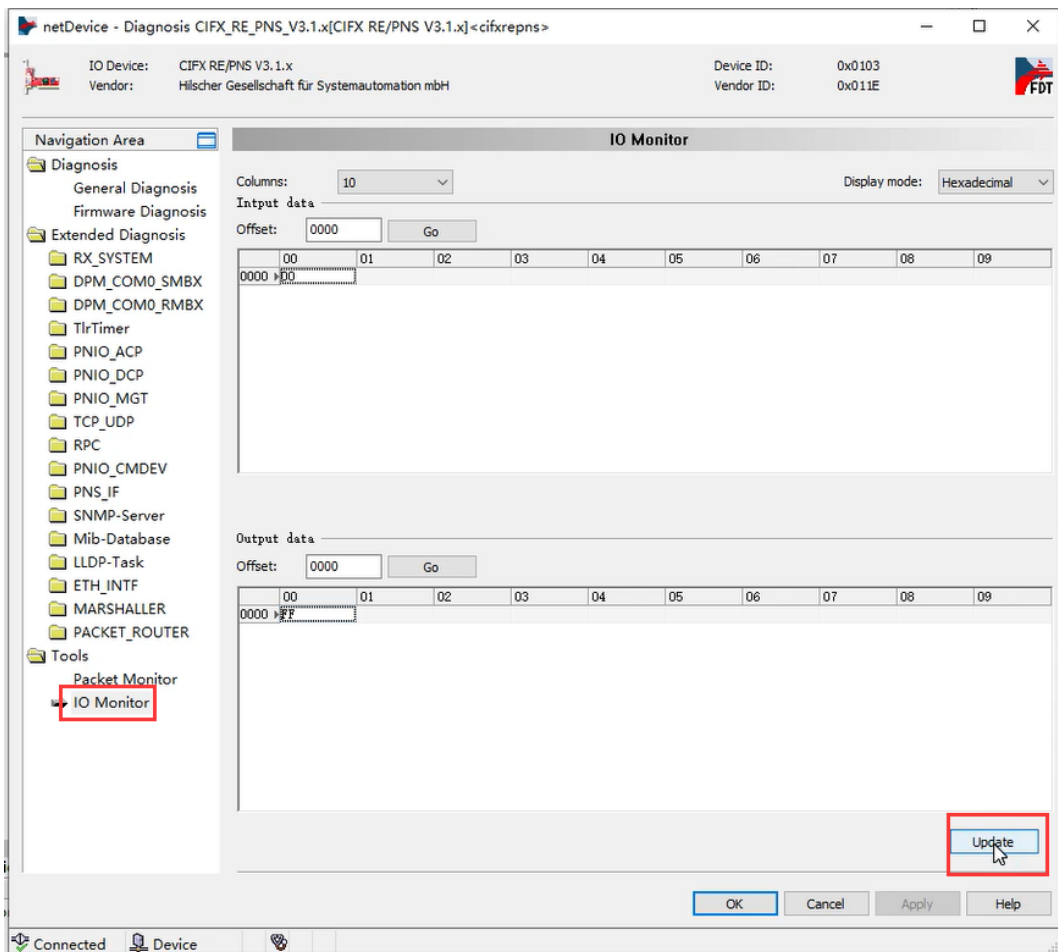 netDevice - Diagnosis CIFX_RE_PNS_V3.1.x[CIFX RE/PNS V3.1.x]<cifxrepns>
IO Device: CIFX RE/PNS V3.1.x Device ID: 0x0103
Vendor: Hilscher Gesellschaft für Systemautomation mbH Vendor ID: 0x011E
FDT
Navigation Area
Diagnosis
General Diagnosis
Firmware Diagnosis
Extended Diagnosis
RX_SYSTEM
DPM_COM0_SMBX
DPM_COM0_RMBX
TlrTimer
PNIO_ACP
PNIO_DCP
PNIO_MGT
TCP_UDP
RPC
PNIO_CMDEV
PNS_IF
SNMP-Server
Mib-Database
LLDP-Task
ETH_INTF
MARSHALLER
PACKET_ROUTER
Tools
Packet Monitor
IO Monitor
IO Monitor
Columns: 10 Display mode: Hexadecimal
Intput data
Offset: 0000 Go
00 01 02 03 04 05 06 07 08 09
0000 D0
Output data
Offset: 0000 Go
00 01 02 03 04 05 06 07 08 09
0000 FF
Update
OK Cancel Apply Help
Connected Device